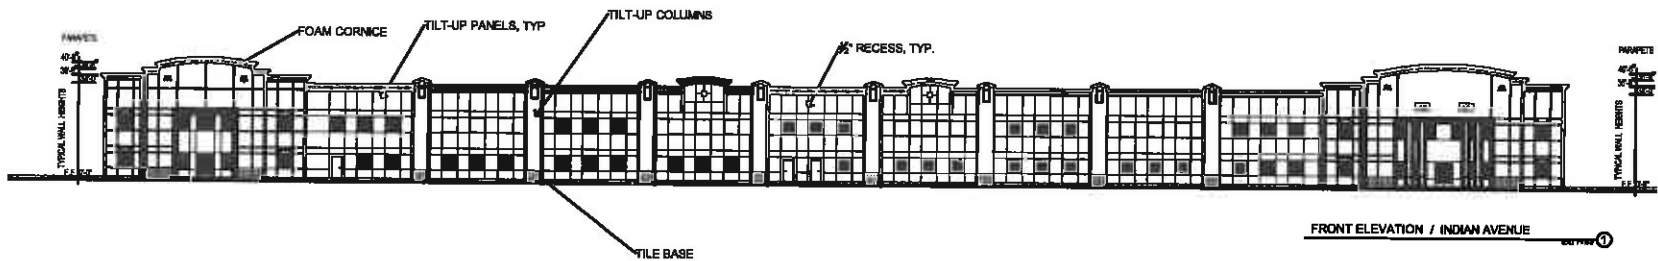 TILT-UP COLUMNS
TILT-UP PANELS, TYP
FOAM CORNICE
½" RECESS, TYP.
PARAPETS
PARAPETS
TYPICAL WALL HEIGHTS
TYPICAL WALL HEIGHTS
FRONT ELEVATION / INDIAN AVENUE
1
TILE BASE